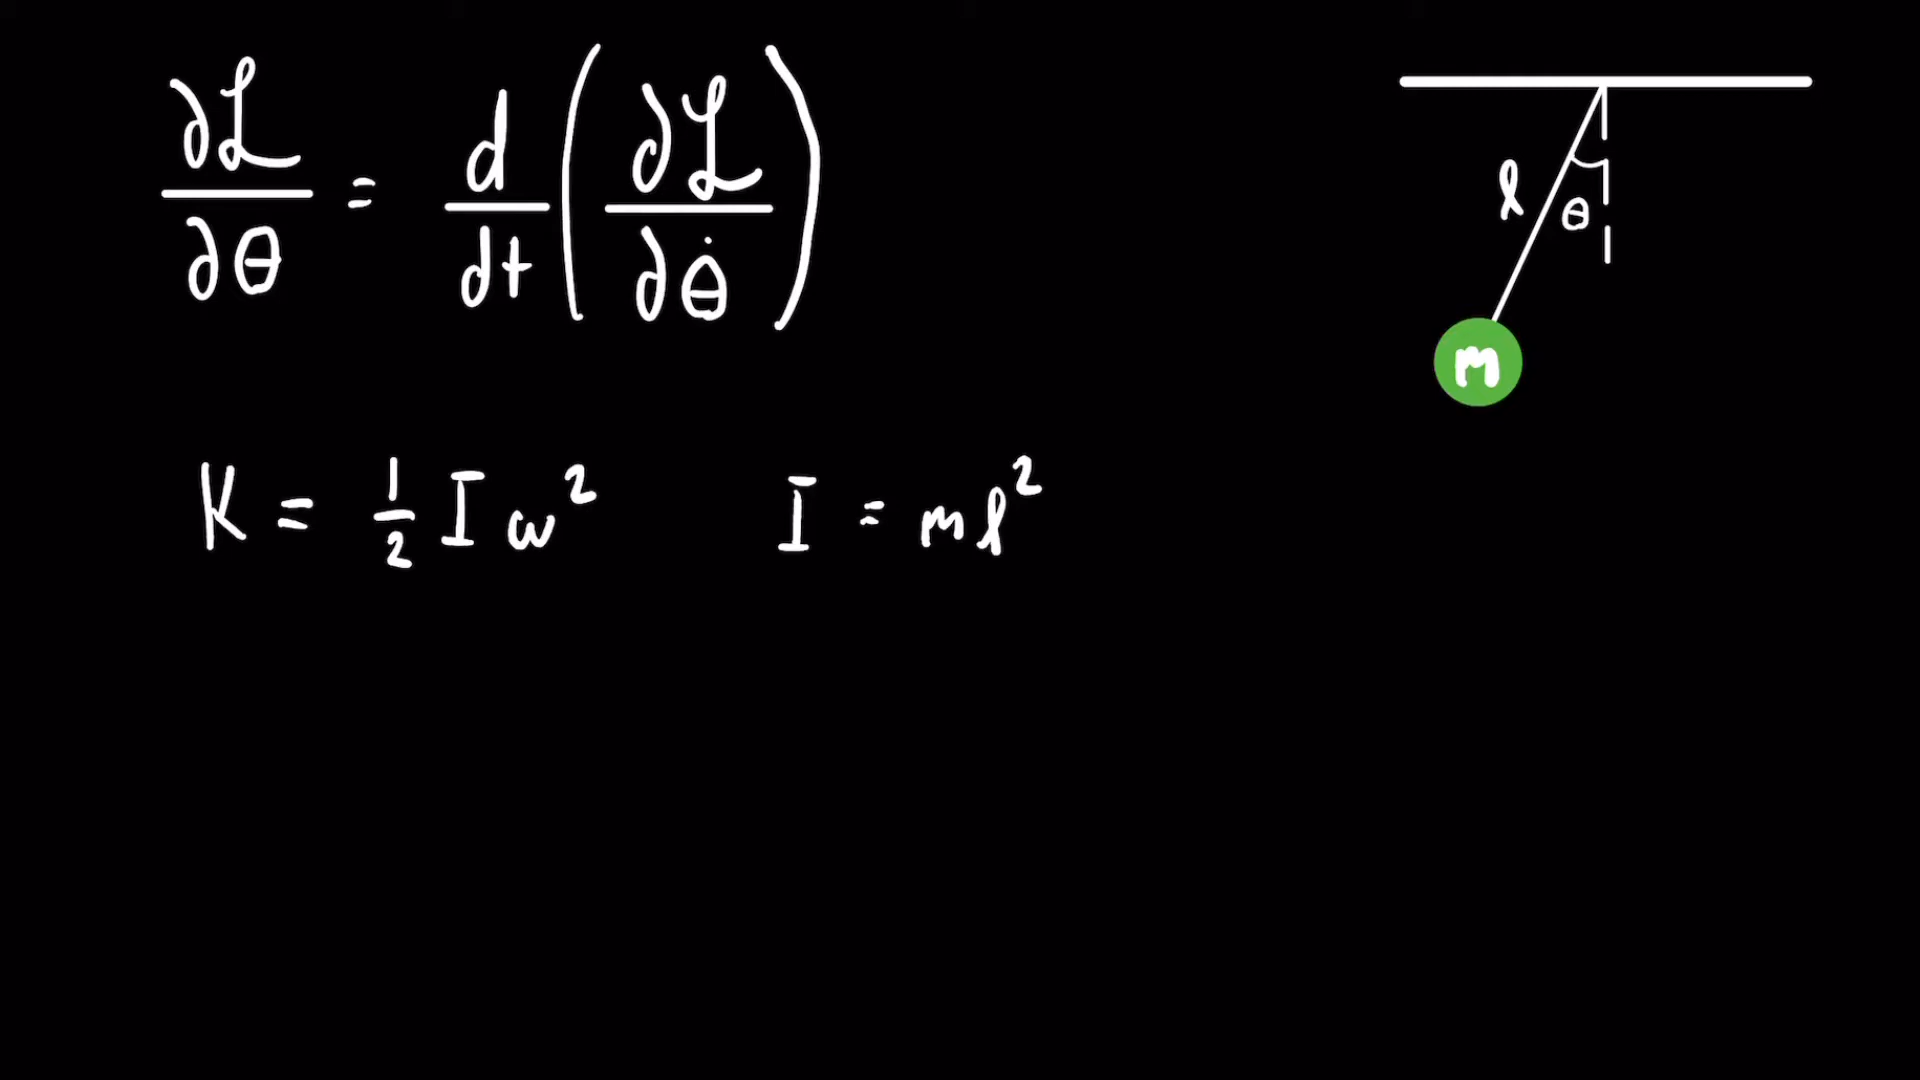 ∂ℒ/∂θ = d/dt (∂ℒ/∂θ̇)
ℓ
θ
m
K = ½ I ω² I = mℓ²